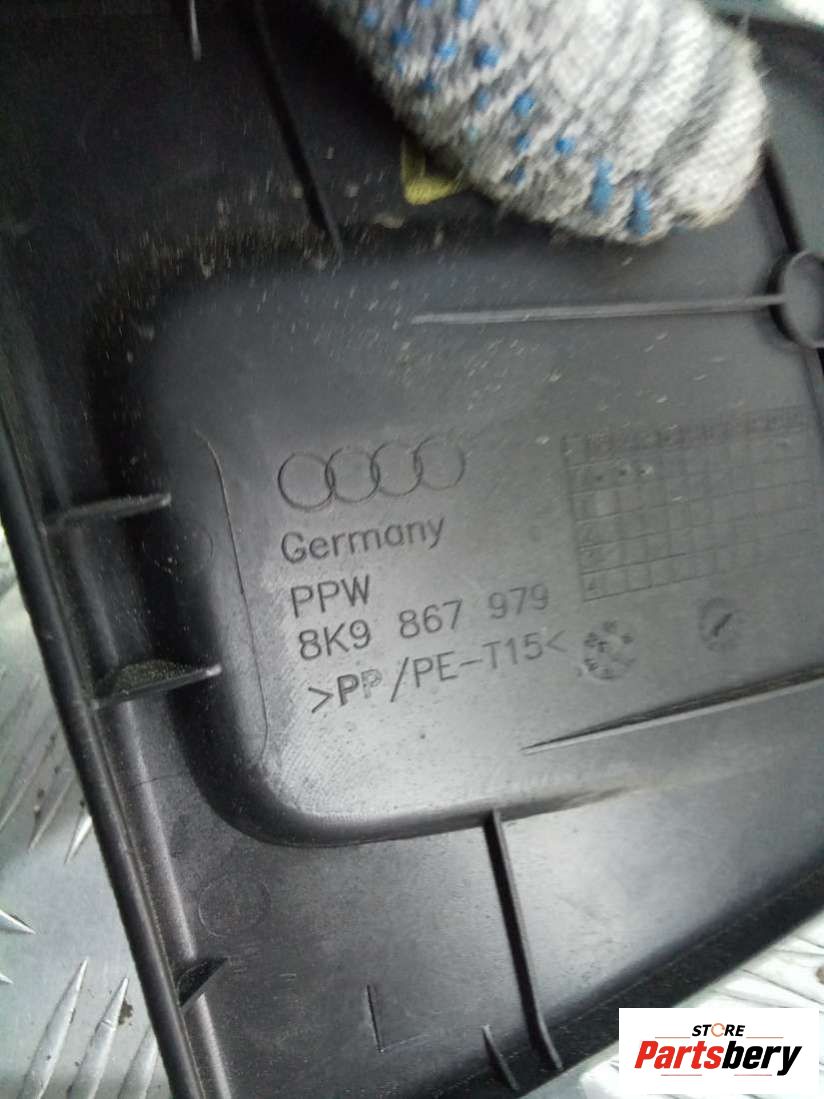 Germany
PPW
8K9 867 979
>PP/PE-T15<
STORE
Partsbery